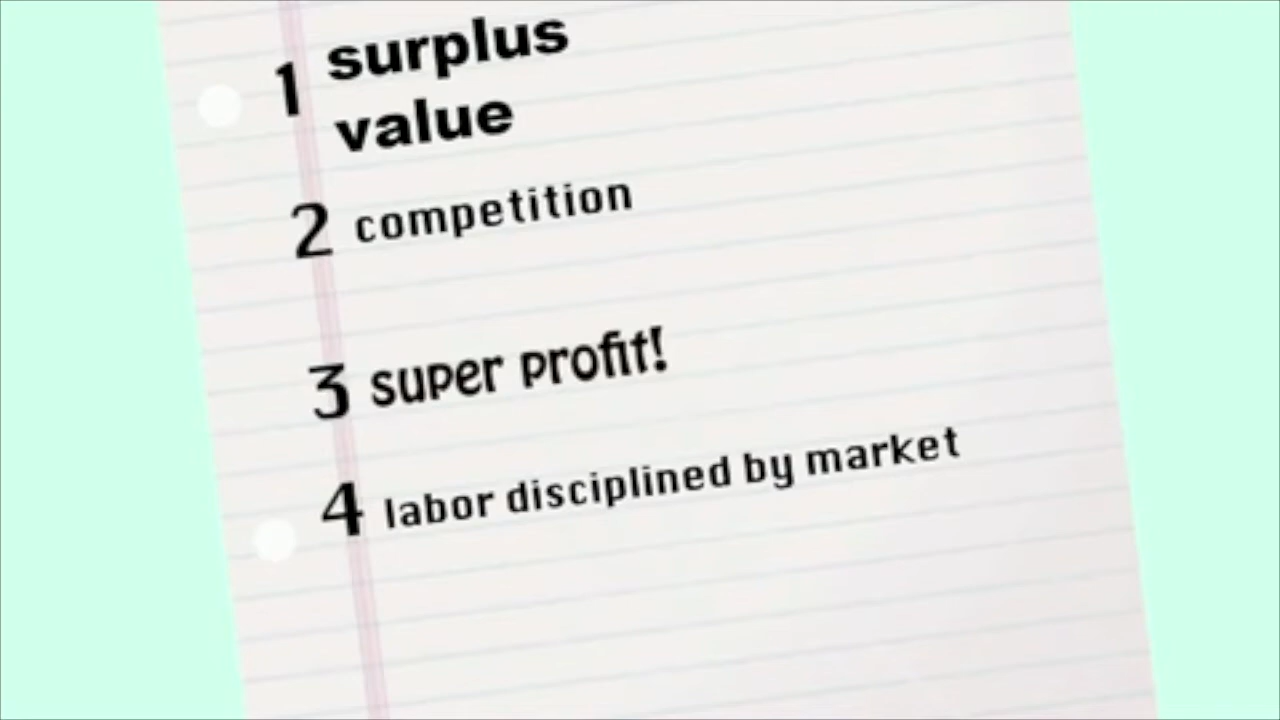 1 surplus
value
2 competition
3 super profit!
4 labor disciplined by market